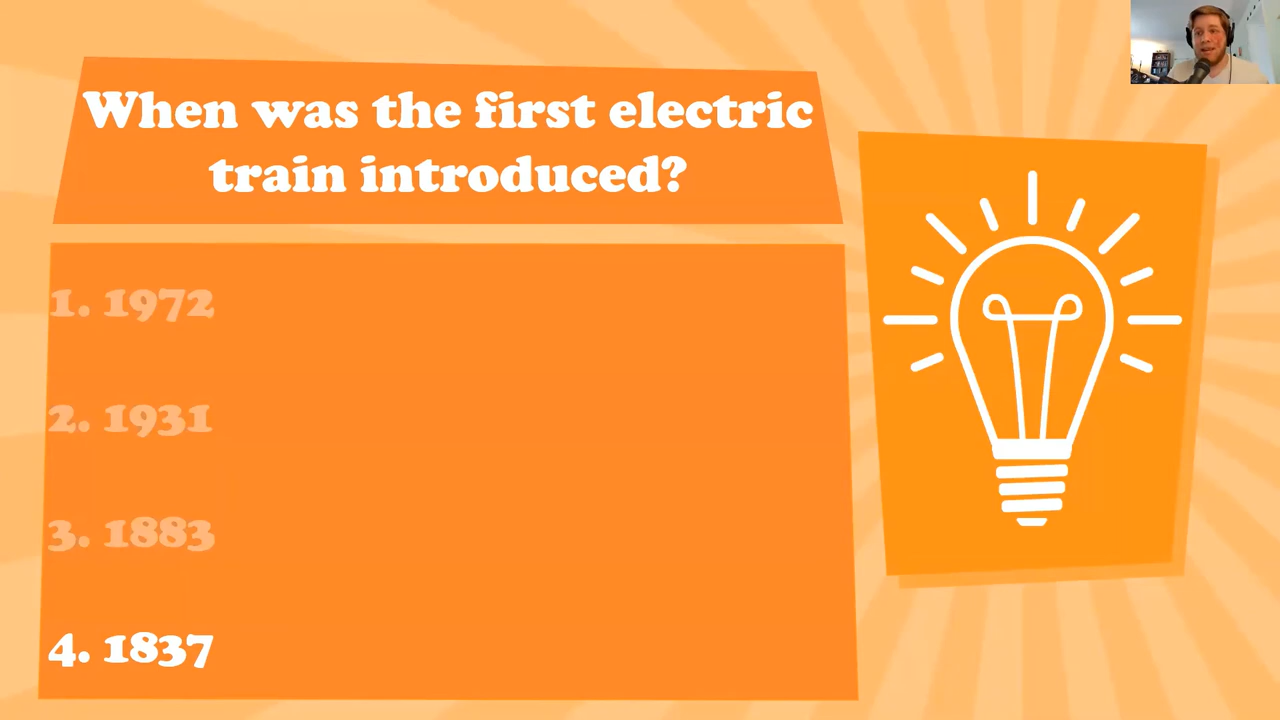 When was the first electric
train introduced?
1. 1972
2. 1931
3. 1883
4. 1837